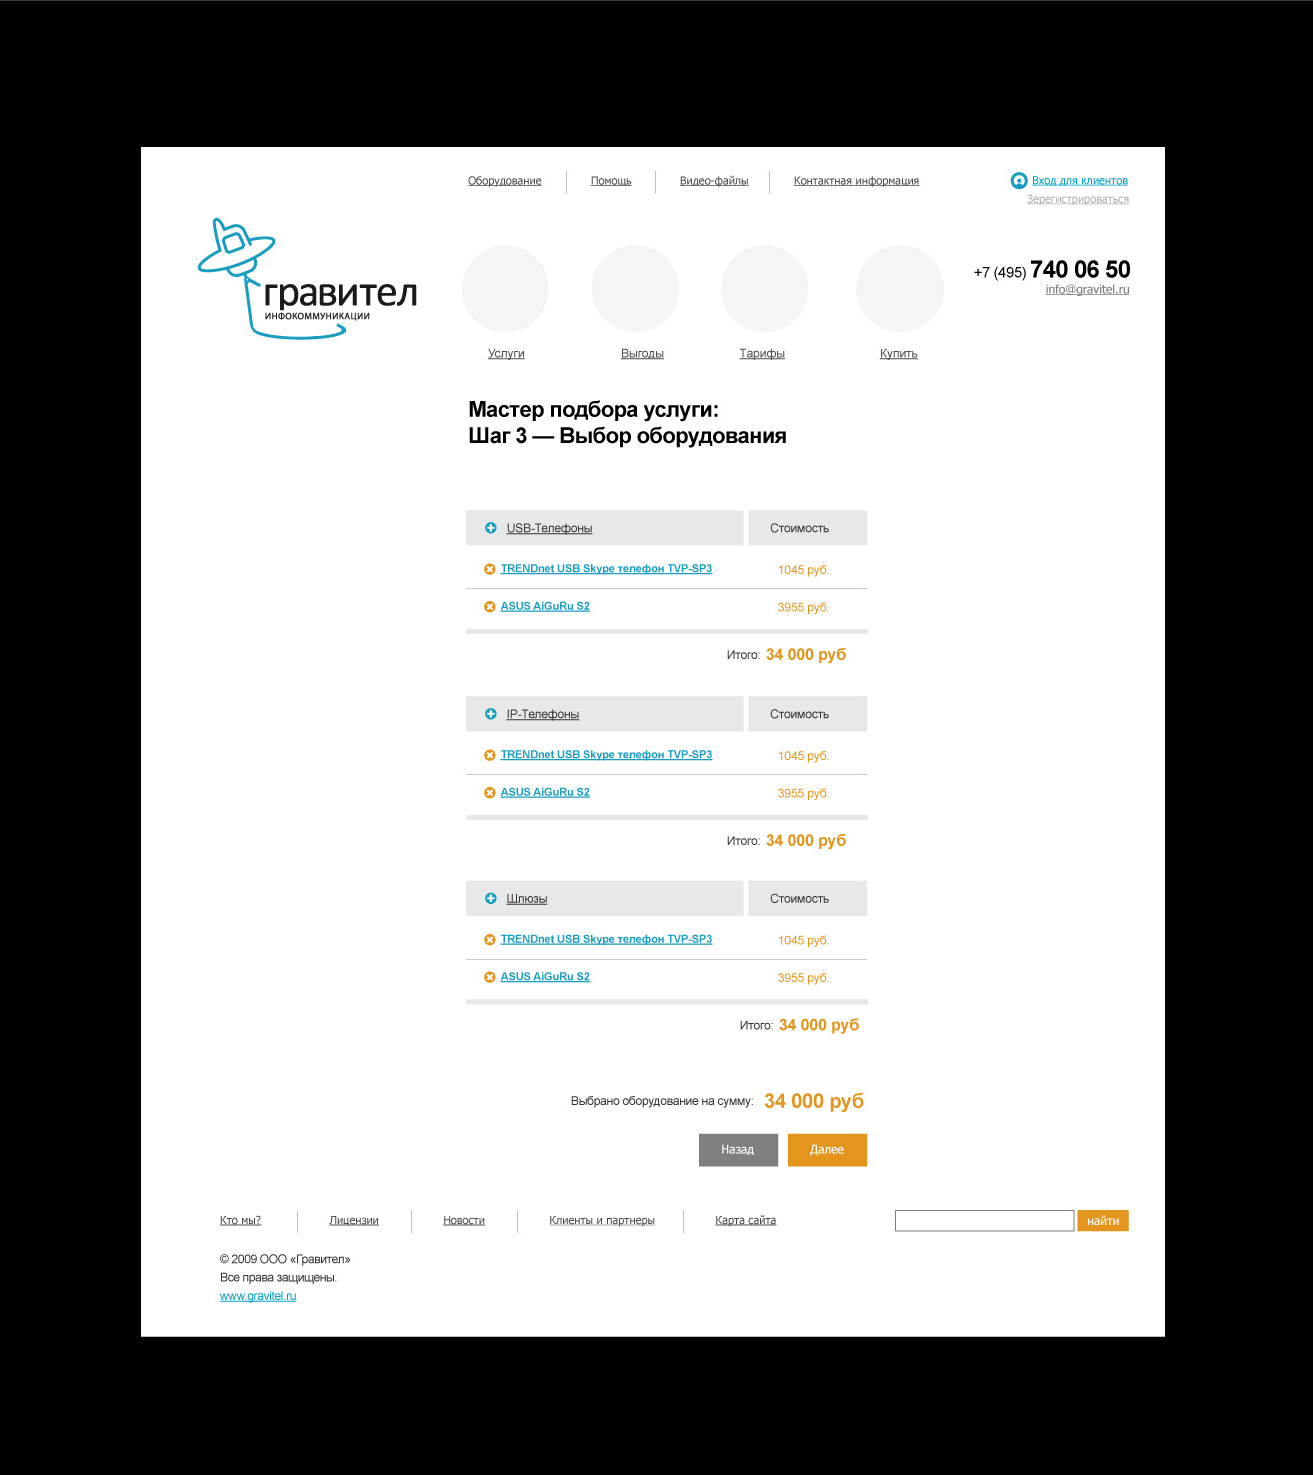 Оборудование
Помощь
Видео-файлы
Контактная информация
Вход для клиентов
Зарегистрироваться
гравител
инфокоммуникации
+7 (495) 740 06 50
info@gravitel.ru
Услуги
Выгоды
Тарифы
Купить
Мастер подбора услуги:
Шаг 3 — Выбор оборудования
USB-Телефоны
Стоимость
TRENDnet USB Skype телефон TVP-SP3
1045 руб.
ASUS AiGuRu S2
3955 руб.
Итого: 34 000 руб
IP-Телефоны
Стоимость
TRENDnet USB Skype телефон TVP-SP3
1045 руб.
ASUS AiGuRu S2
3955 руб.
Итого: 34 000 руб
Шлюзы
Стоимость
TRENDnet USB Skype телефон TVP-SP3
1045 руб.
ASUS AiGuRu S2
3955 руб.
Итого: 34 000 руб
Выбрано оборудование на сумму: 34 000 руб
Назад
Далее
Кто мы?
Лицензии
Новости
Клиенты и партнеры
Карта сайта
найти
© 2009 ООО «Гравител»
Все права защищены.
www.gravitel.ru